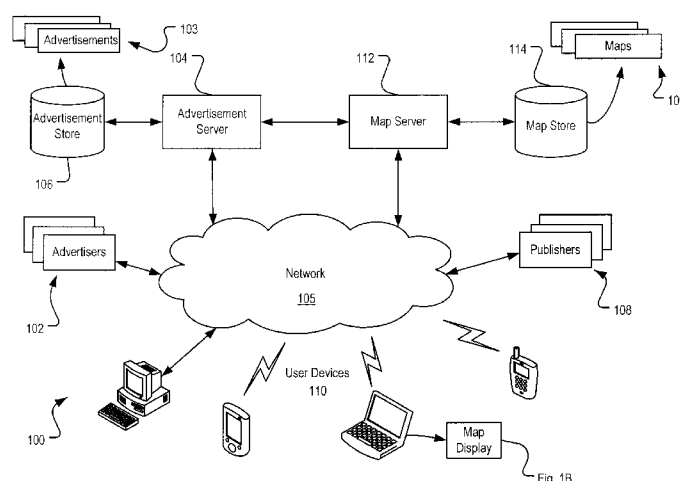 Advertisements
103
104
112
114
Maps
10
Advertisement
Store
Advertisement
Server
Map Server
Map Store
106
Advertisers
Network
105
Publishers
102
108
User Devices
110
100
Map
Display
Fig. 1B